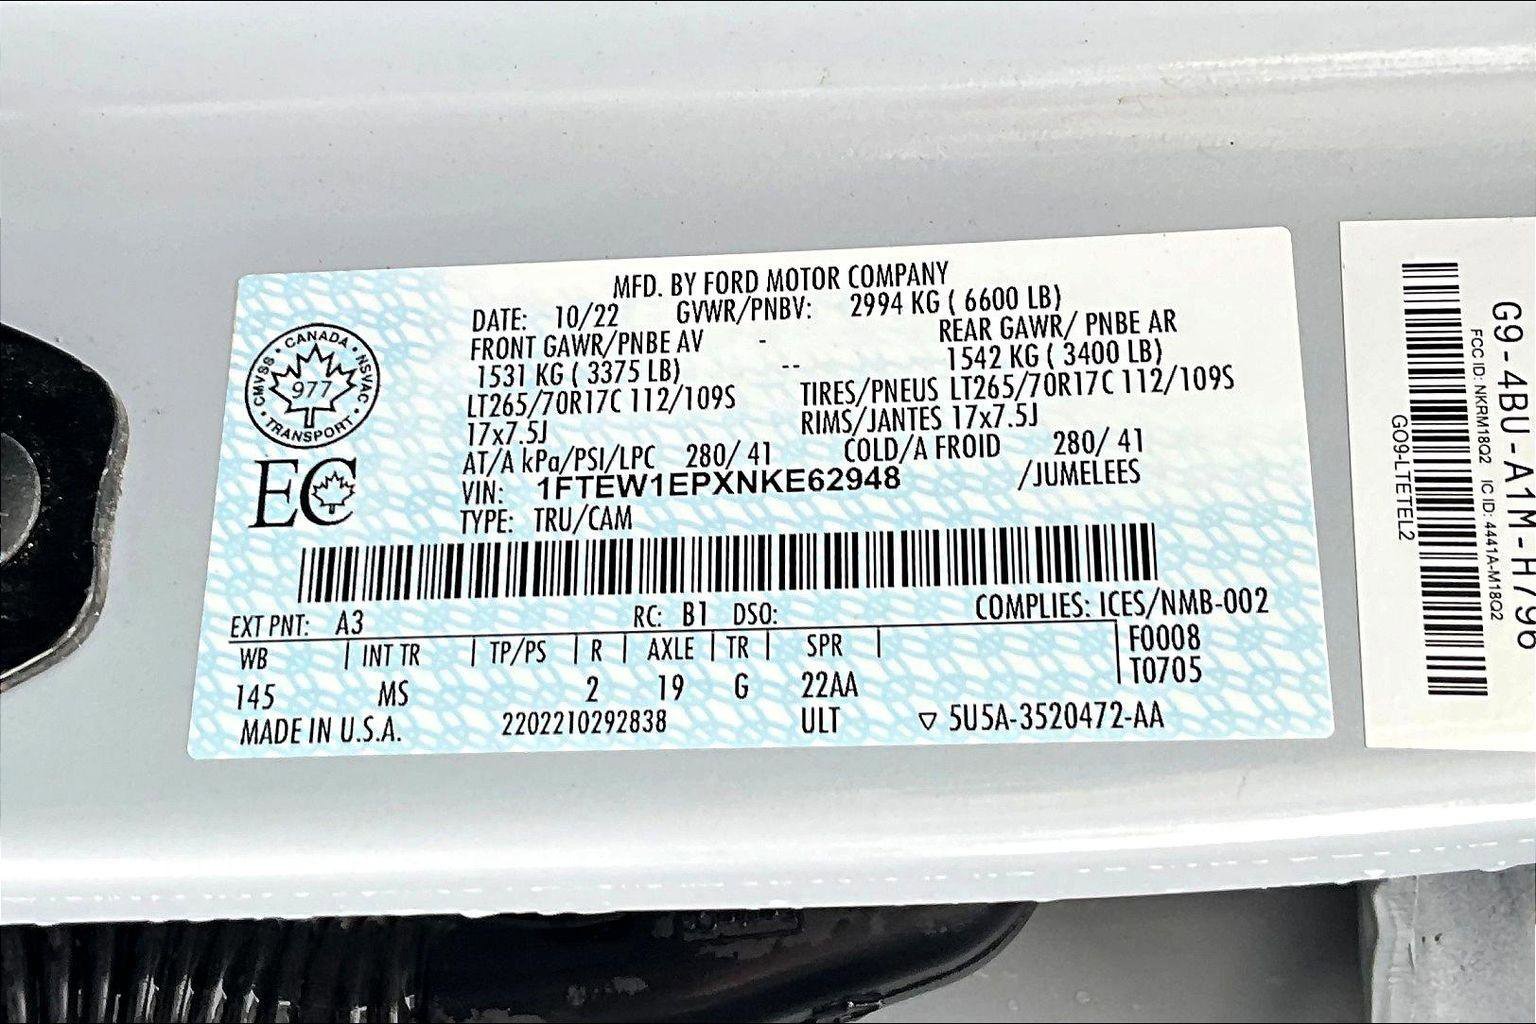 MFD. BY FORD MOTOR COMPANY
DATE: 10/22 GVWR/PNBV: 2994 KG ( 6600 LB)
FRONT GAWR/PNBE AV - REAR GAWR/ PNBE AR
1531 KG ( 3375 LB) -- 1542 KG ( 3400 LB)
LT265/70R17C 112/109S TIRES/PNEUS LT265/70R17C 112/109S
17x7.5J RIMS/JANTES 17x7.5J
AT/A kPa/PSI/LPC 280/ 41 COLD/A FROID 280/ 41
VIN: 1FTEW1EPXNKE62948 /JUMELEES
TYPE: TRU/CAM
CANADA
CMVSS · NSVAC
977
TRANSPORT
EC
EXT PNT: A3 RC: B1 DSO: COMPLIES: ICES/NMB-002
WB | INT TR | TP/PS | R | AXLE | TR | SPR | F0008
145 MS 2 19 G 22AA T0705
MADE IN U.S.A. 2202210292838 ULT ▽ 5U5A-3520472-AA
G9-4BU-A1M-H796
FCC ID: NKRM18Q2 IC ID: 4441A-M18Q2
GO9-LTETEL2